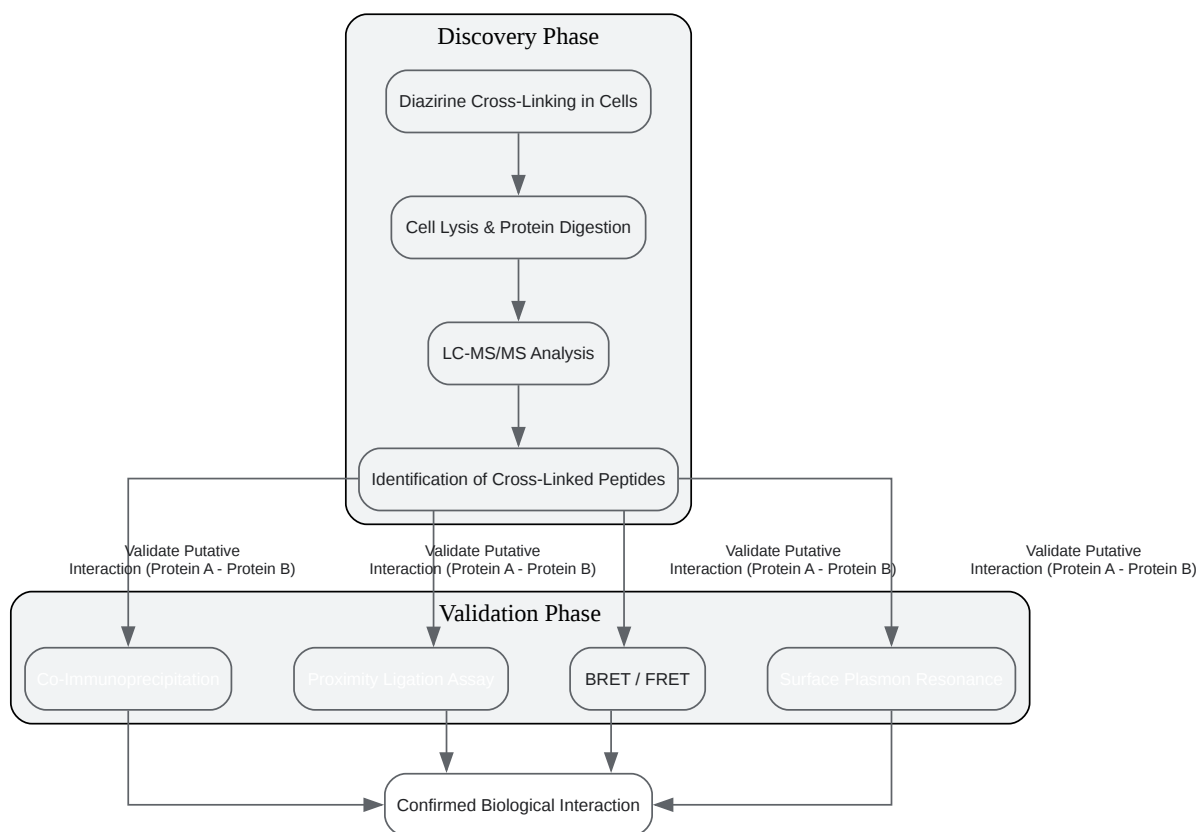 Discovery Phase
Diazirine Cross-Linking in Cells
Cell Lysis & Protein Digestion
LC-MS/MS Analysis
Identification of Cross-Linked Peptides
Validate Putative
Interaction (Protein A - Protein B)
Validate Putative
Interaction (Protein A - Protein B)
Validate Putative
Interaction (Protein A - Protein B)
Validate Putative
Interaction (Protein A - Protein B)
Validation Phase
Co-Immunoprecipitation
Proximity Ligation Assay
BRET / FRET
Surface Plasmon Resonance
Confirmed Biological Interaction